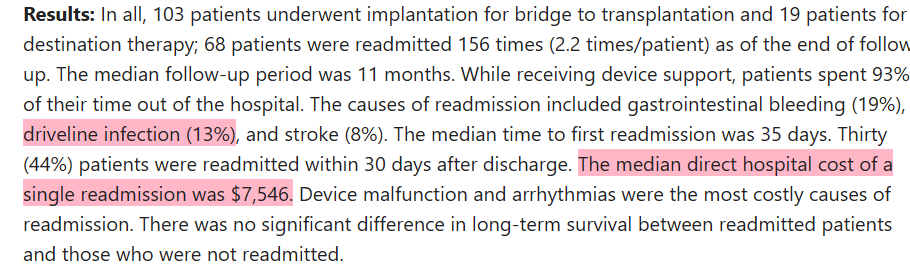 Results: In all, 103 patients underwent implantation for bridge to transplantation and 19 patients for
destination therapy; 68 patients were readmitted 156 times (2.2 times/patient) as of the end of follow
up. The median follow-up period was 11 months. While receiving device support, patients spent 93%
of their time out of the hospital. The causes of readmission included gastrointestinal bleeding (19%),
driveline infection (13%), and stroke (8%). The median time to first readmission was 35 days. Thirty
(44%) patients were readmitted within 30 days after discharge. The median direct hospital cost of a
single readmission was $7,546. Device malfunction and arrhythmias were the most costly causes of
readmission. There was no significant difference in long-term survival between readmitted patients
and those who were not readmitted.